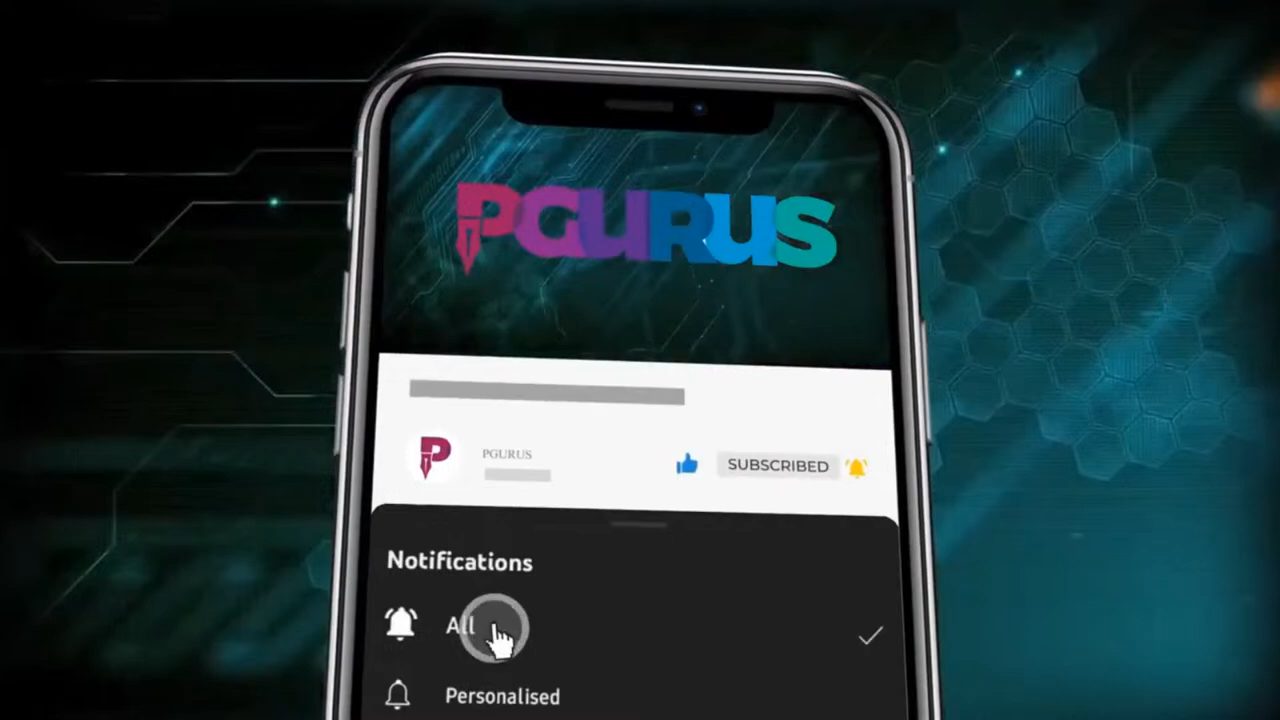 PGURUS
PGURUS
SUBSCRIBED
Notifications
All
Personalised